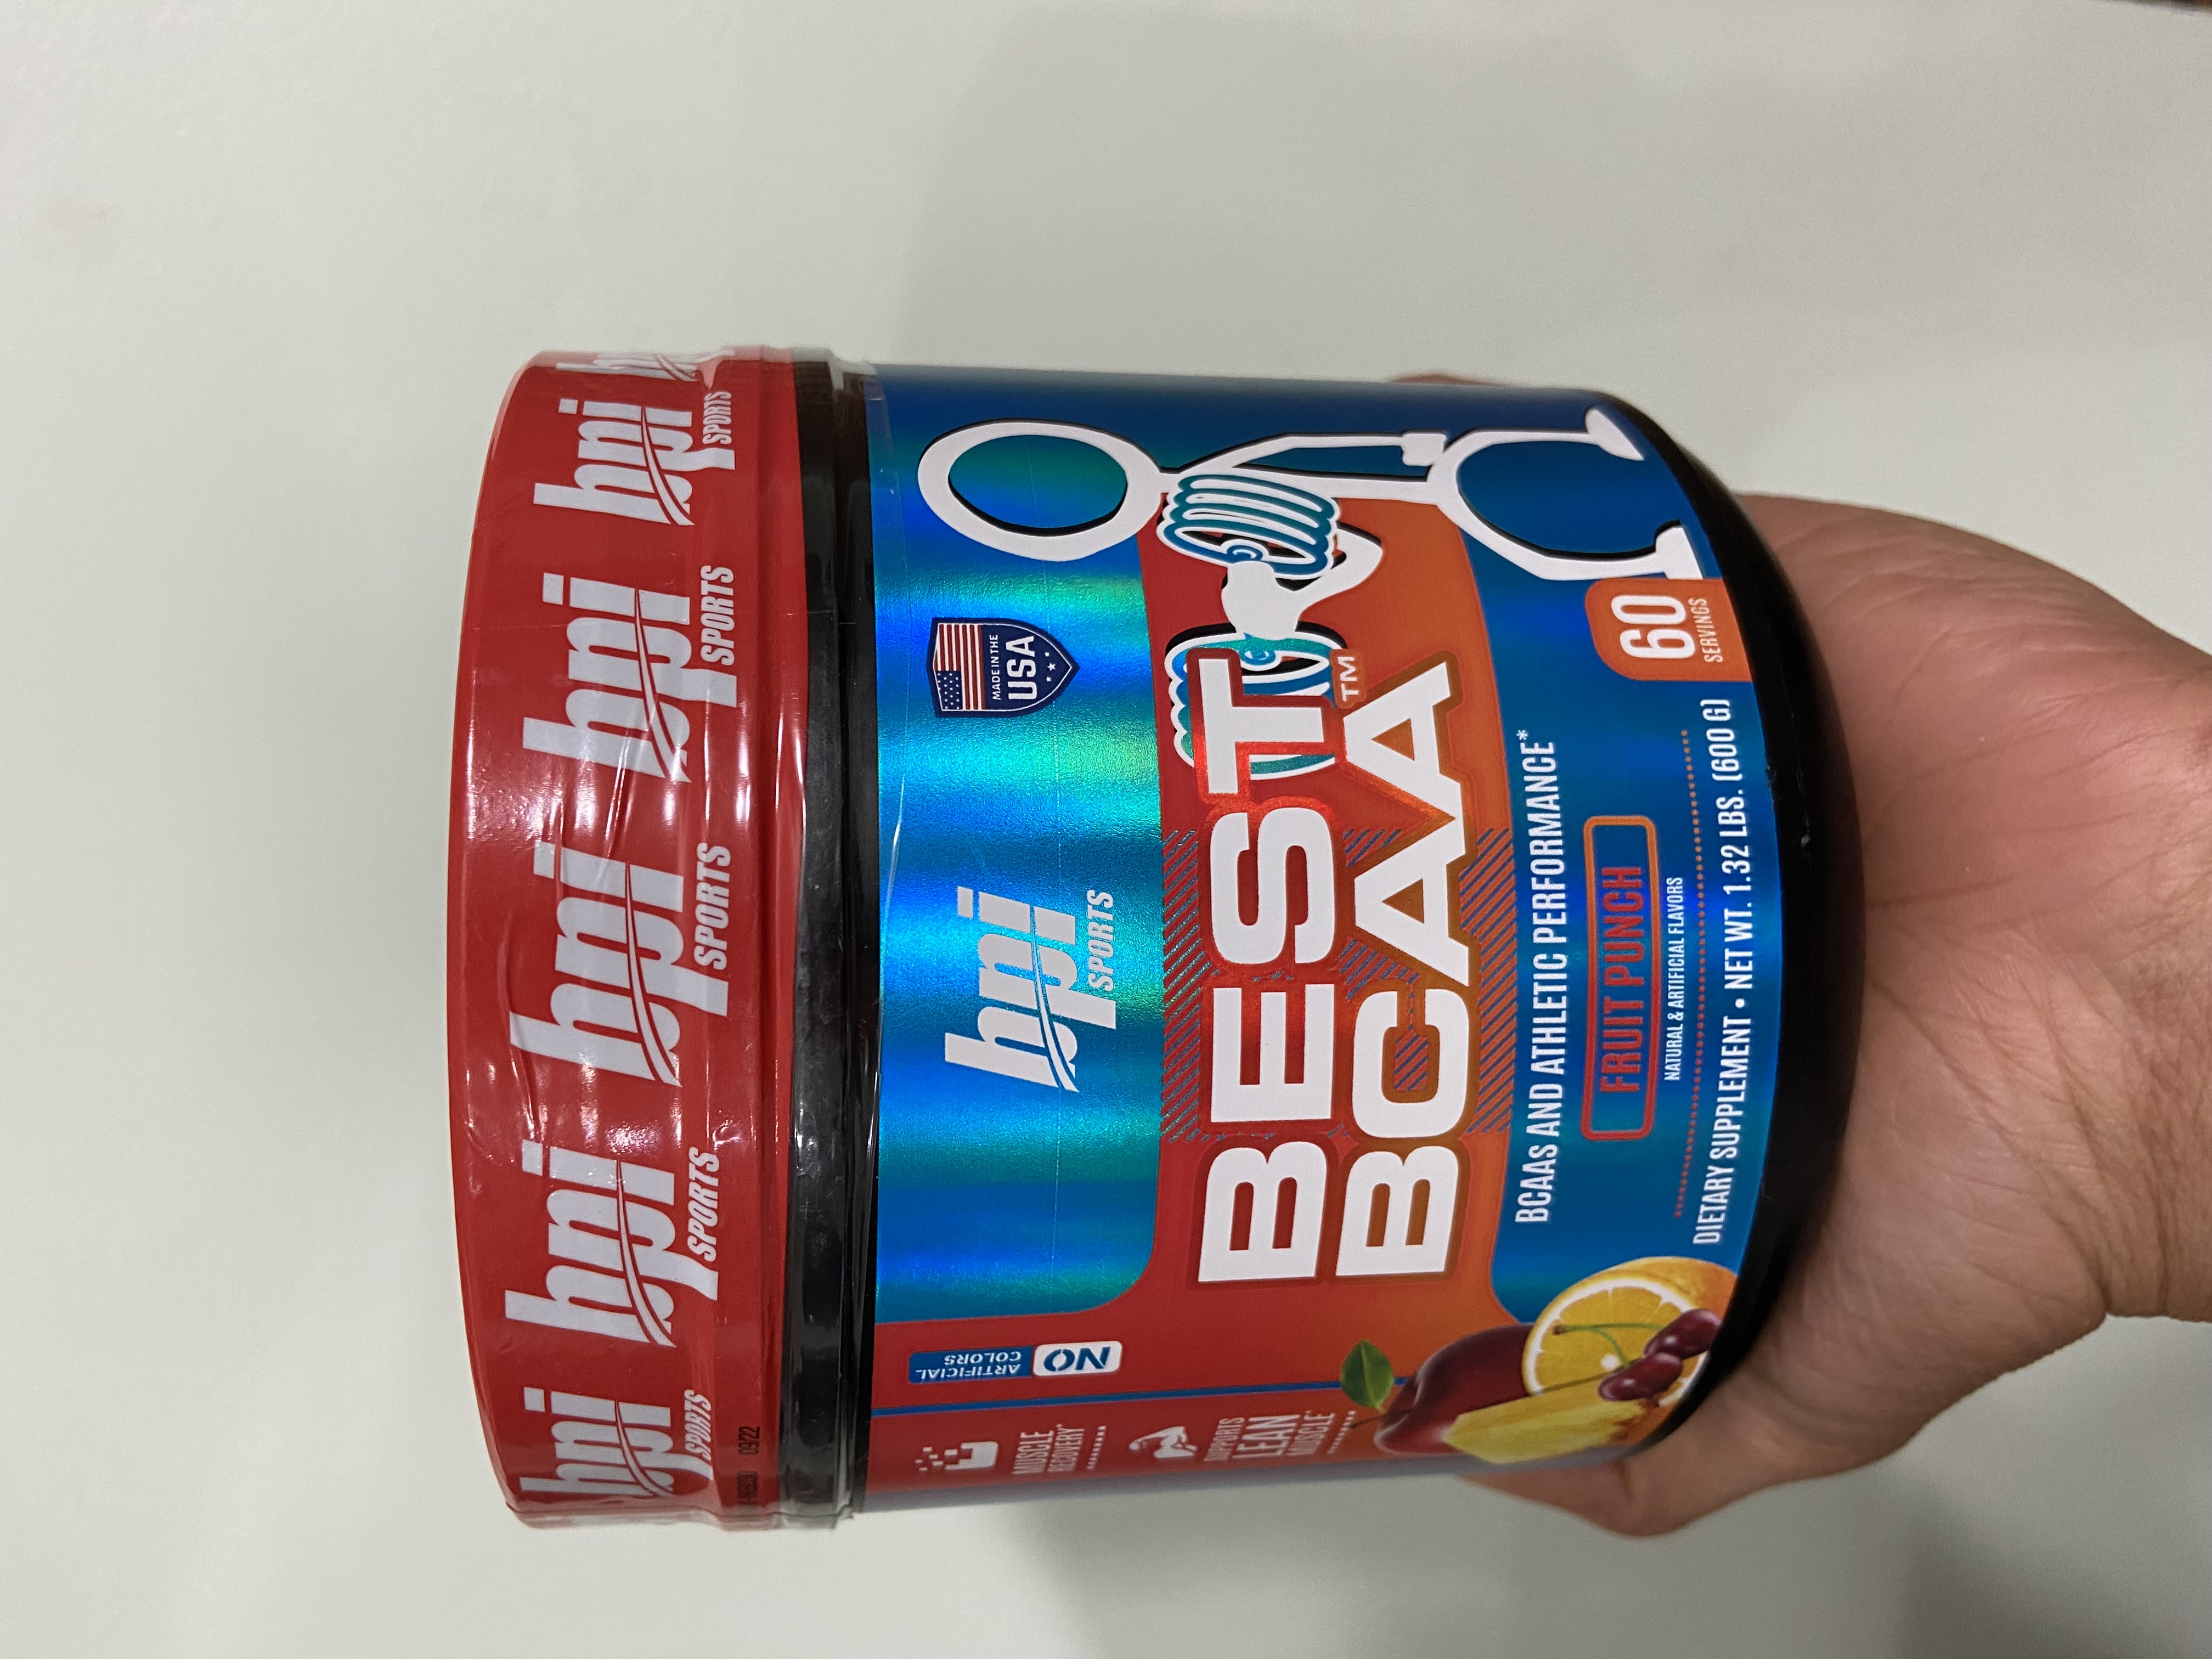 bpi
SPORTS
bpi
SPORTS
bpi
SPORTS
bpi
SPORTS
bpi
SPORTS
09/22
bpi
SPORTS
MADE IN THE
USA
BEST
BCAA™
BCAAS AND ATHLETIC PERFORMANCE*
FRUIT PUNCH
NATURAL & ARTIFICIAL FLAVORS
DIETARY SUPPLEMENT • NET WT. 1.32 LBS. (600 G)
60
SERVINGS
NO
ARTIFICIAL
COLORS
MUSCLE
RECOVERY*
SUPPORTS
LEAN
MUSCLE*